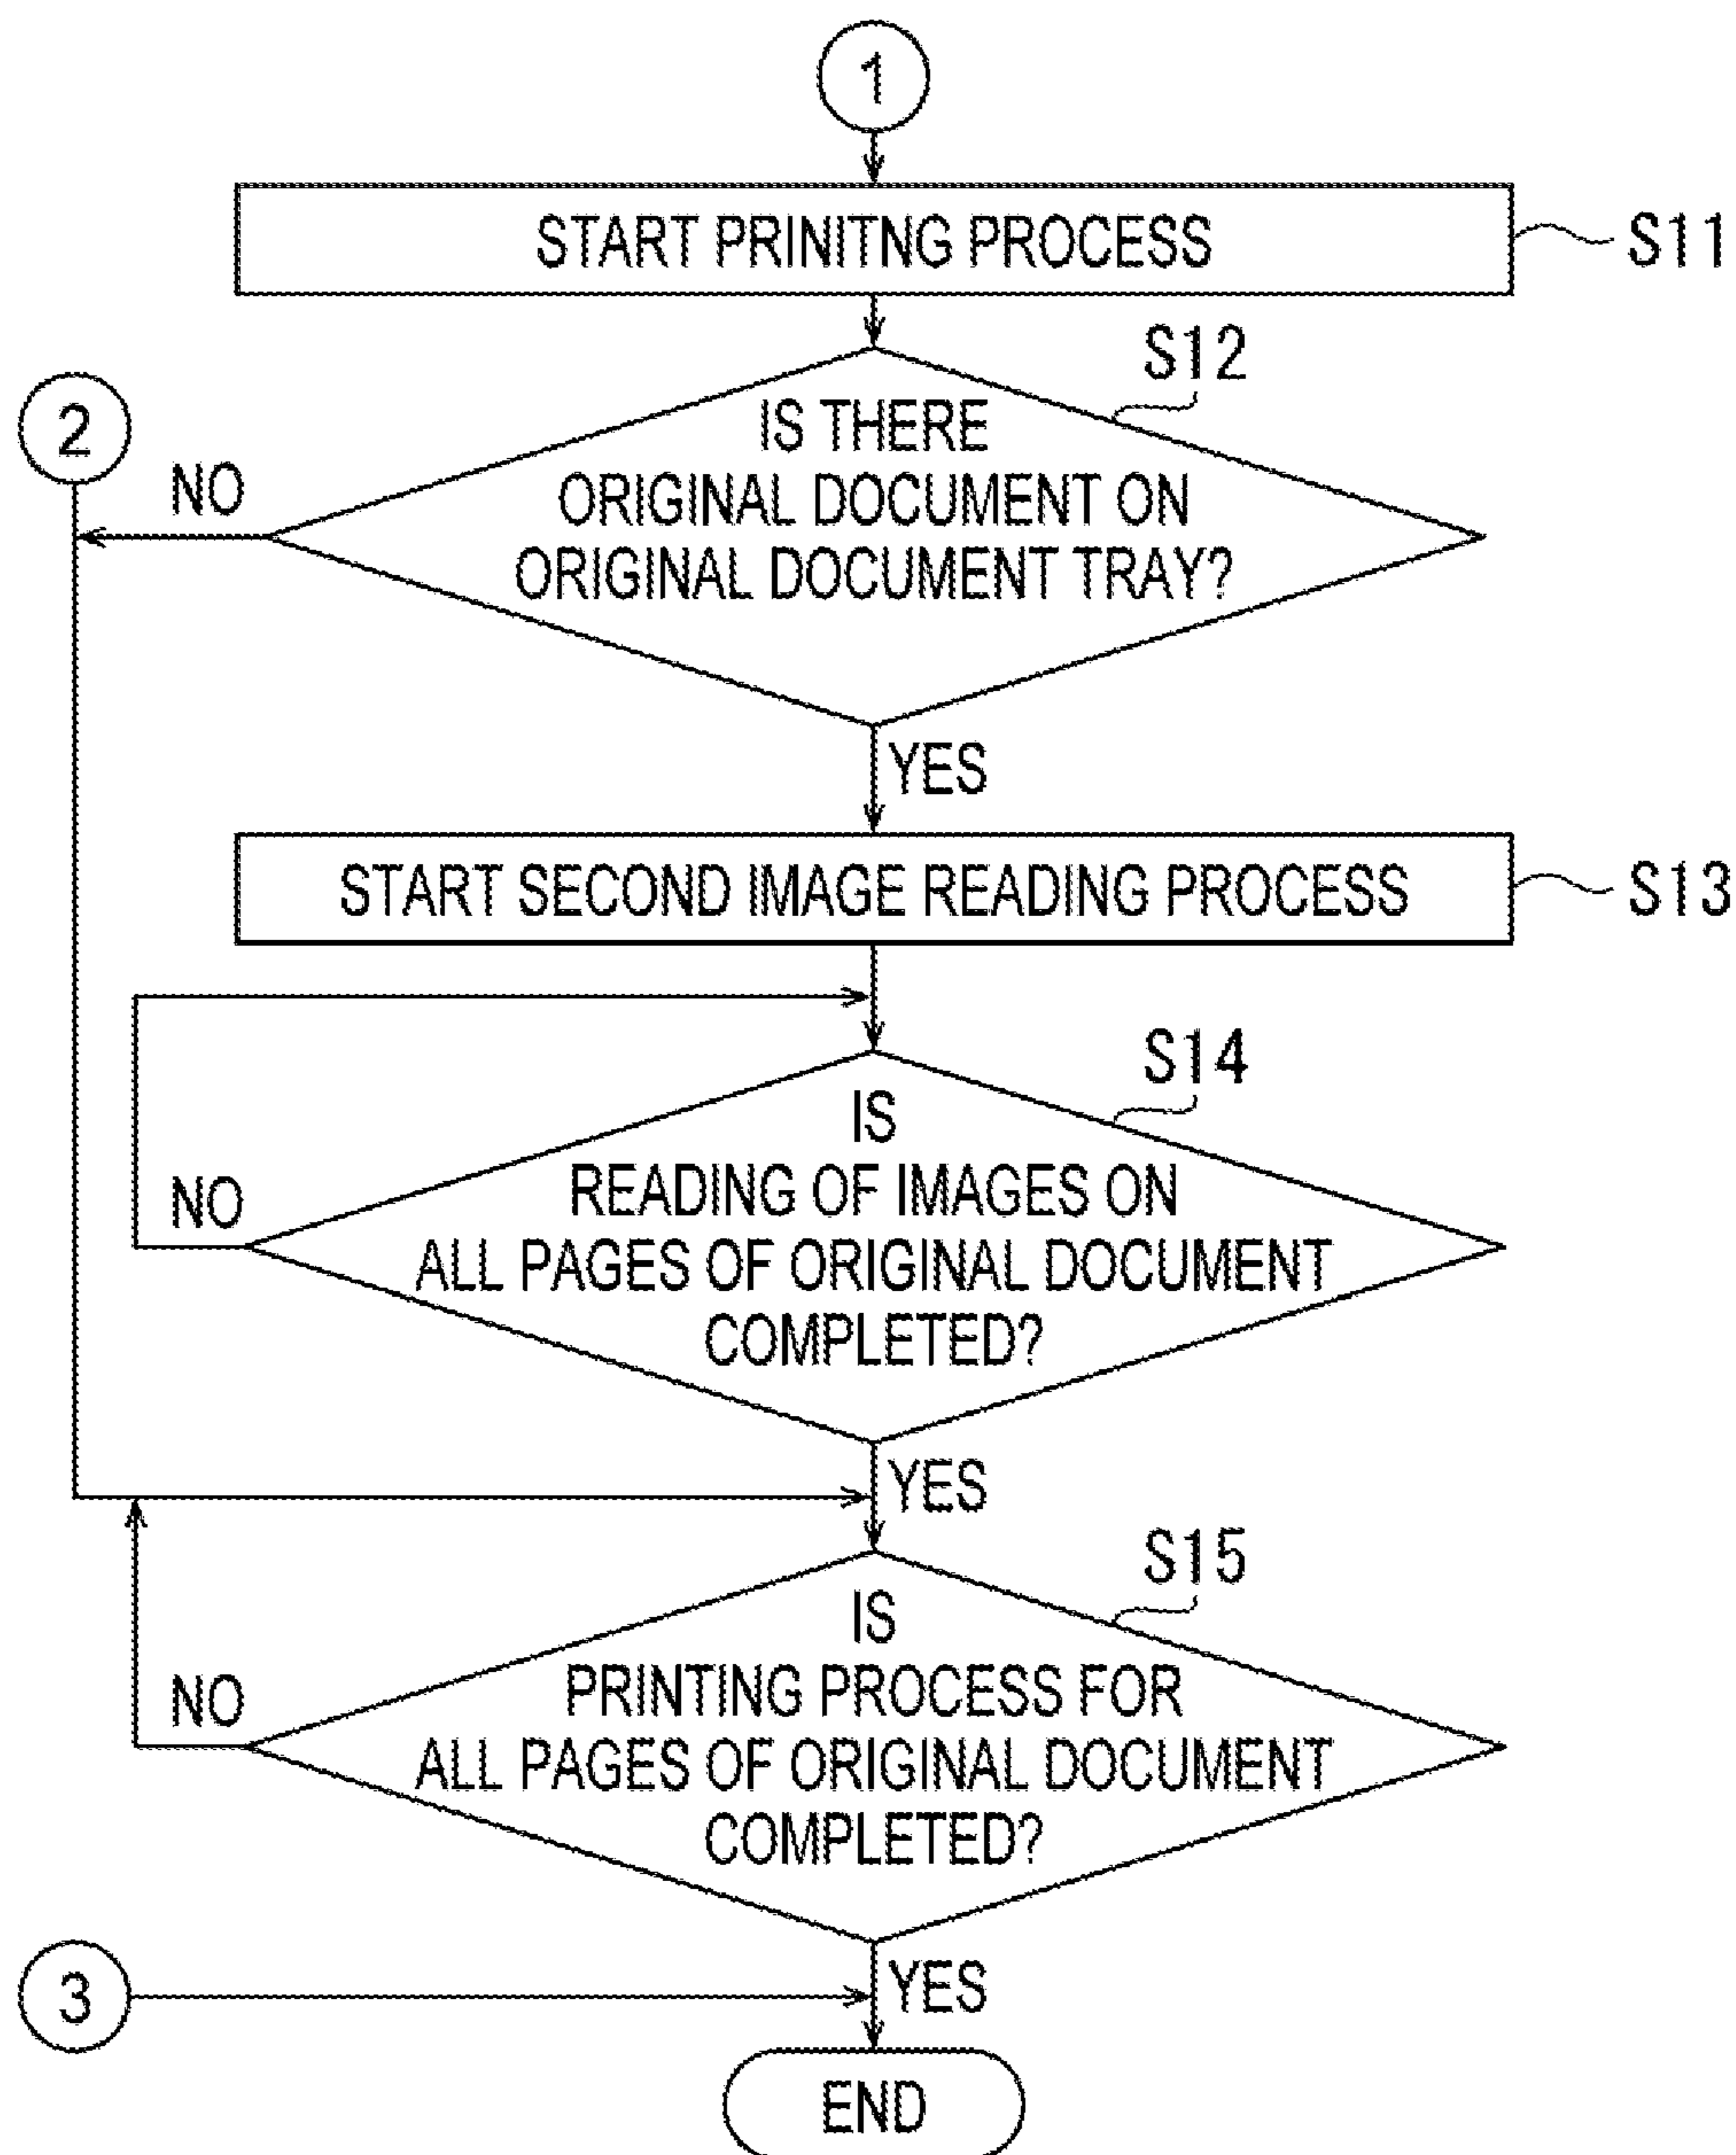 1
START PRINITNG PROCESS
S11
S12
2
IS THERE
ORIGINAL DOCUMENT ON
ORIGINAL DOCUMENT TRAY?
NO
YES
START SECOND IMAGE READING PROCESS
S13
S14
IS
READING OF IMAGES ON
ALL PAGES OF ORIGINAL DOCUMENT
COMPLETED?
NO
YES
S15
IS
PRINTING PROCESS FOR
ALL PAGES OF ORIGINAL DOCUMENT
COMPLETED?
NO
YES
3
END